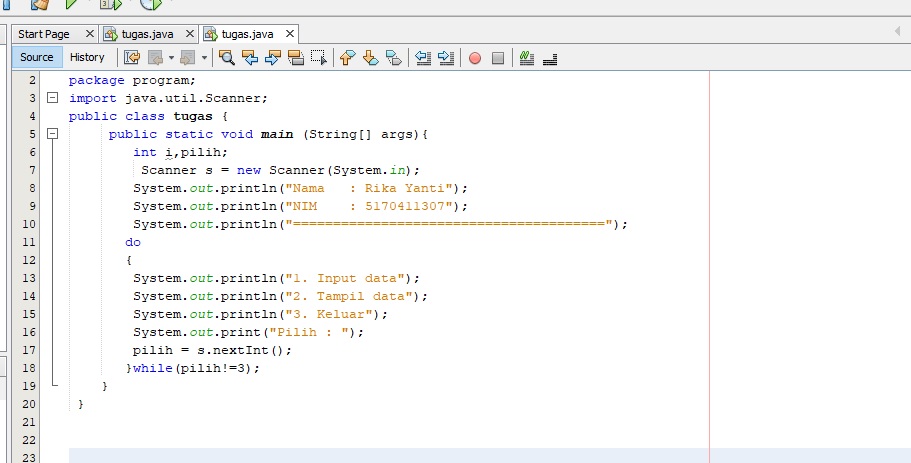 Start Page tugas.java tugas.java
Source History
2 package program;
3 import java.util.Scanner;
4 public class tugas {
5 public static void main (String[] args){
6 int i,pilih;
7 Scanner s = new Scanner(System.in);
8 System.out.println("Nama   : Rika Yanti");
9 System.out.println("NIM    : 5170411307");
10 System.out.println("=======================================");
11 do
12 {
13 System.out.println("1. Input data");
14 System.out.println("2. Tampil data");
15 System.out.println("3. Keluar");
16 System.out.print("Pilih : ");
17 pilih = s.nextInt();
18 }while(pilih!=3);
19 }
20 }
21
22
23